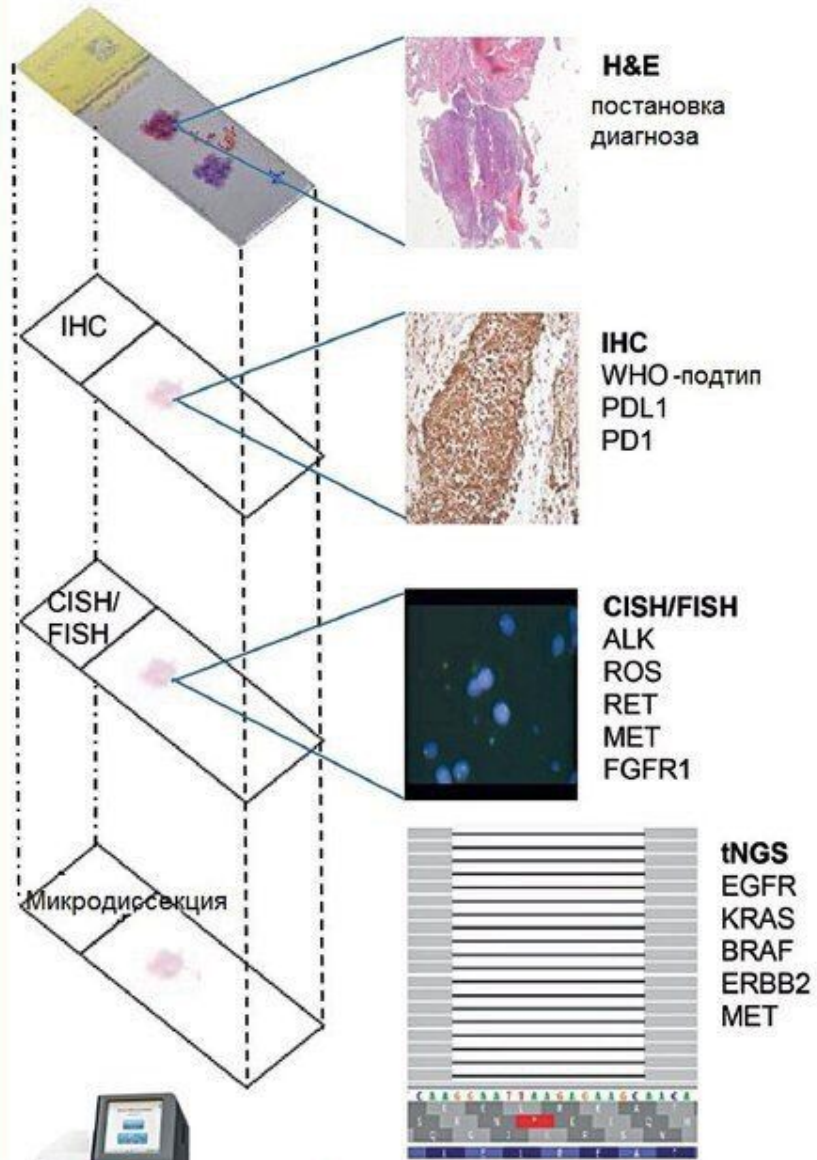 H&E
постановка
диагноза
IHC
IHC
WHO -подтип
PDL1
PD1
CISH/
FISH
CISH/FISH
ALK
ROS
RET
MET
FGFR1
Микродиссекция
tNGS
EGFR
KRAS
BRAF
ERBB2
MET